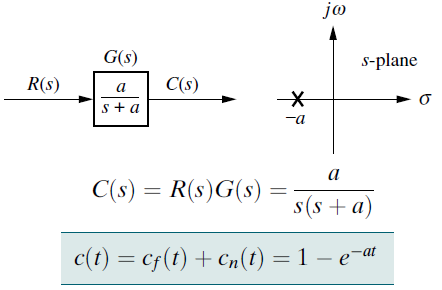 jω
G(s)
s-plane
R(s)
a
s + a
C(s)
σ
−a
C(s) = R(s)G(s) = a / s(s + a)
c(t) = c_f(t) + c_n(t) = 1 − e^{−at}